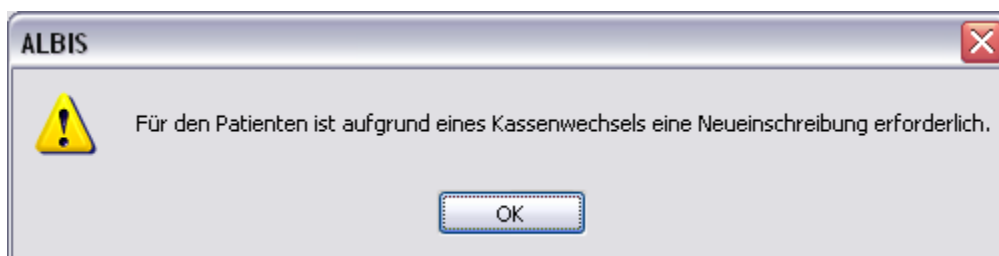 ALBIS
Für den Patienten ist aufgrund eines Kassenwechsels eine Neueinschreibung erforderlich.
OK